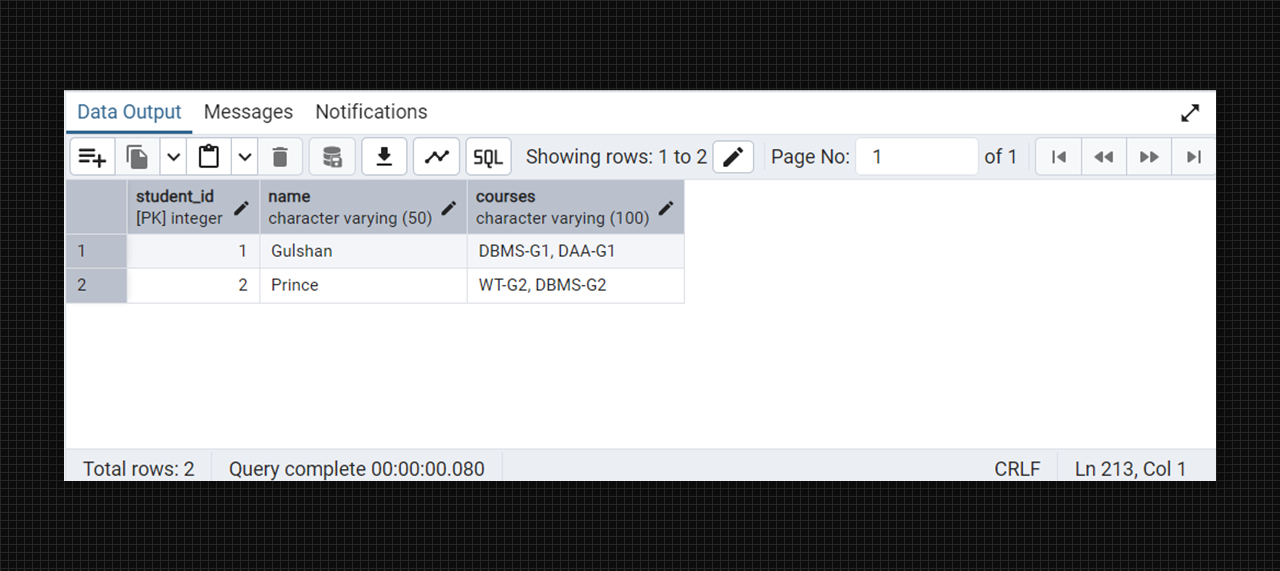 Data Output Messages Notifications
SQL Showing rows: 1 to 2 Page No: 1 of 1
student_id name courses
[PK] integer character varying (50) character varying (100)
1 1 Gulshan DBMS-G1, DAA-G1
2 2 Prince WT-G2, DBMS-G2
Total rows: 2 Query complete 00:00:00.080 CRLF Ln 213, Col 1